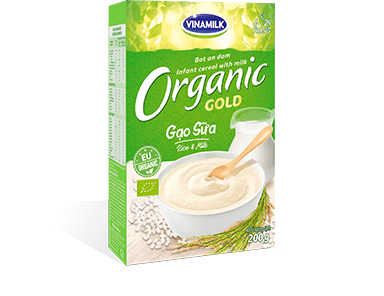 VINAMILK
Bột ăn dặm
Infant cereal with milk
Organic
GOLD
Gạo Sữa
Rice & Milk
EU
ORGANIC
200g